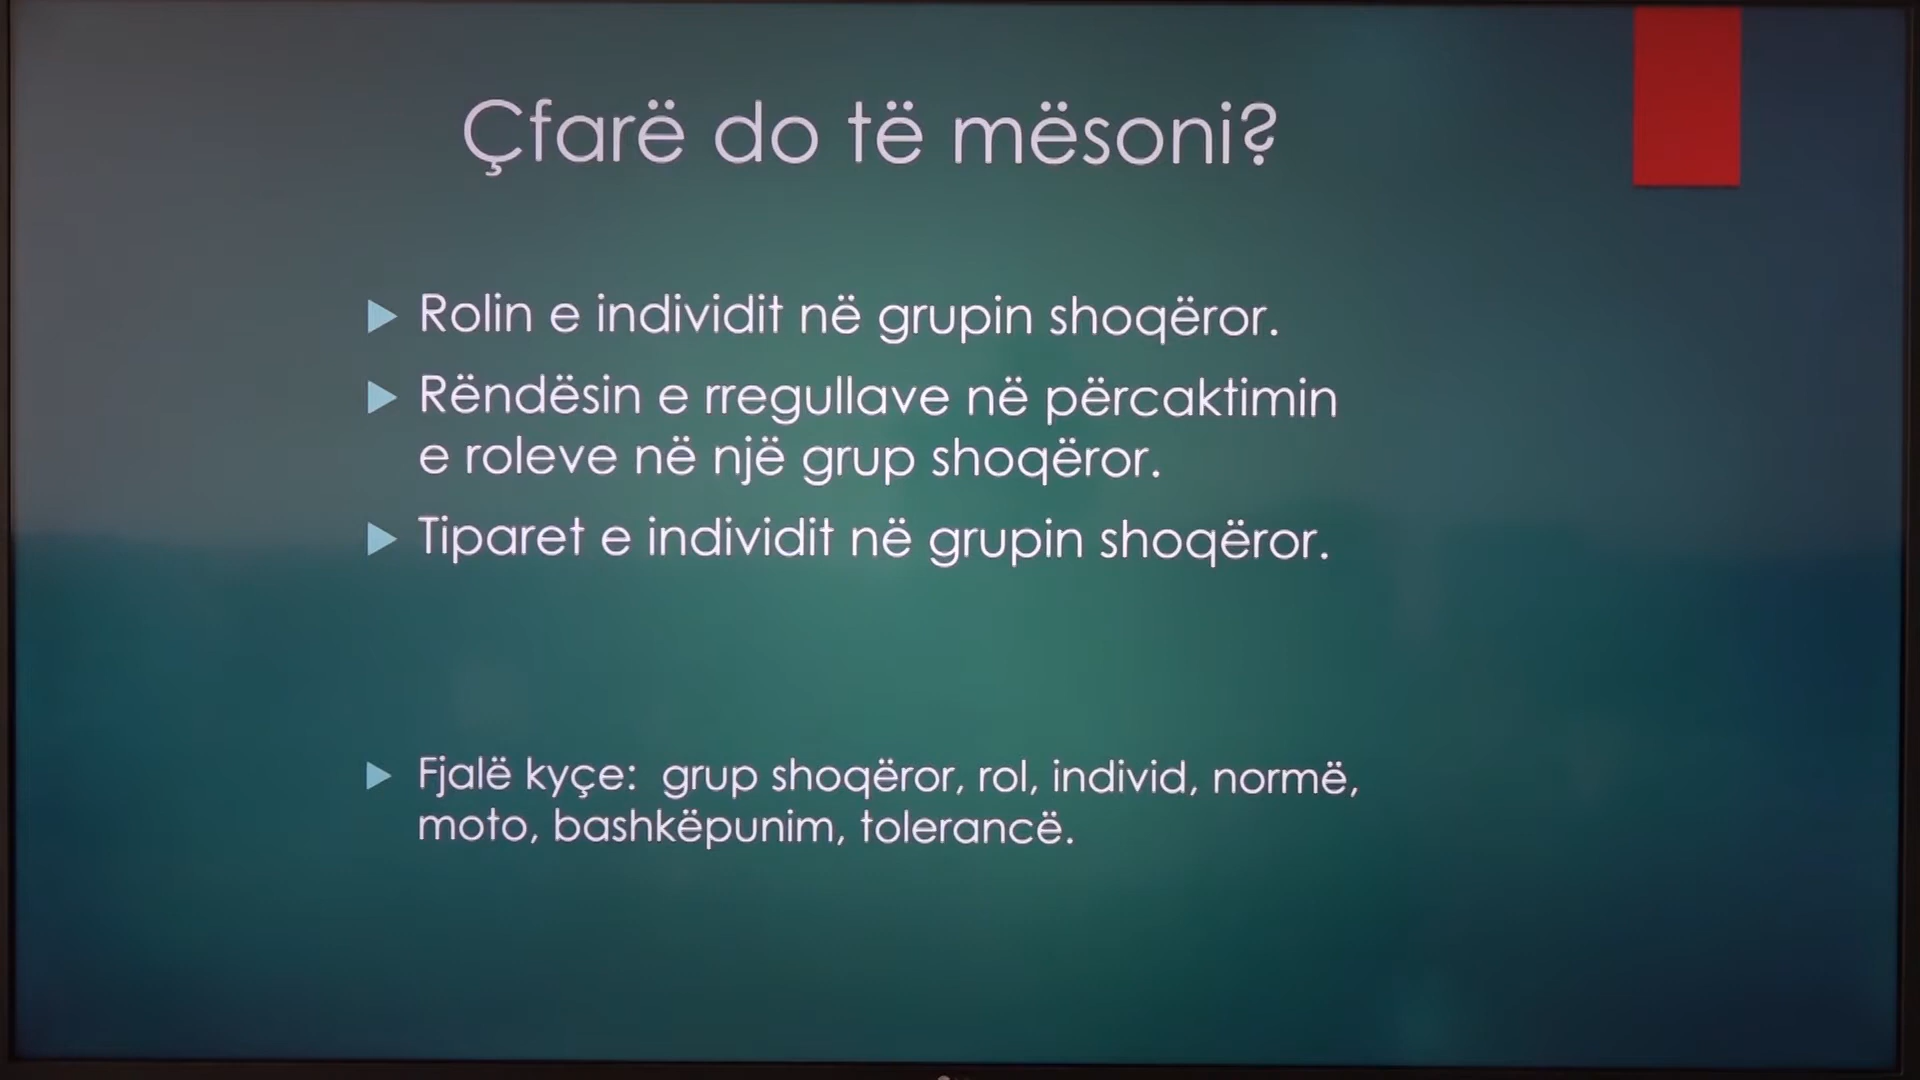 Çfarë do të mësoni?
Rolin e individit në grupin shoqëror.
Rëndësin e rregullave në përcaktimin
e roleve në një grup shoqëror.
Tiparet e individit në grupin shoqëror.
Fjalë kyçe: grup shoqëror, rol, individ, normë,
moto, bashkëpunim, tolerancë.